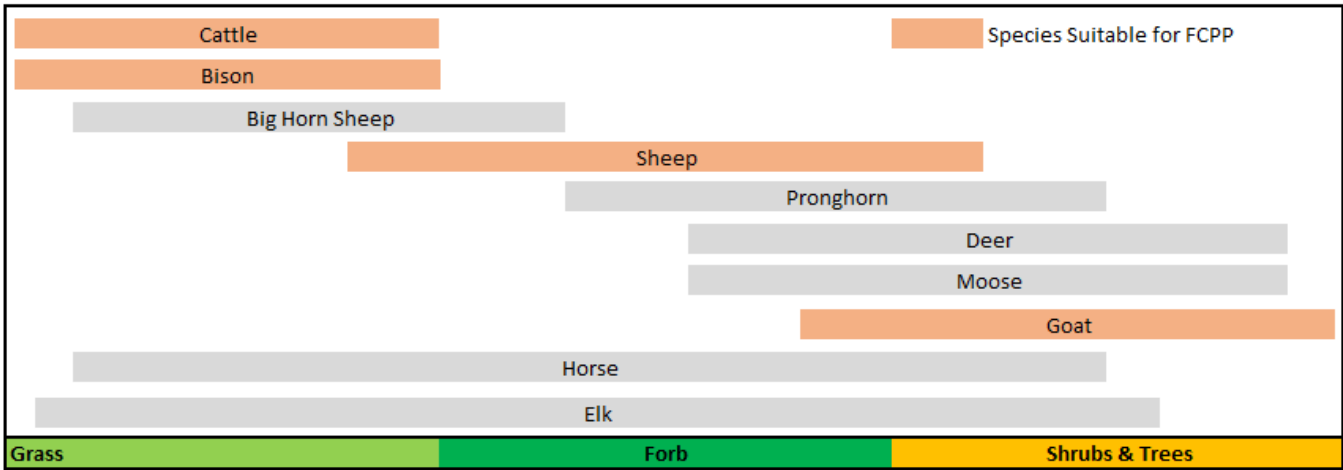 Cattle
Species Suitable for FCPP
Bison
Big Horn Sheep
Sheep
Pronghorn
Deer
Moose
Goat
Horse
Elk
Grass Forb Shrubs & Trees